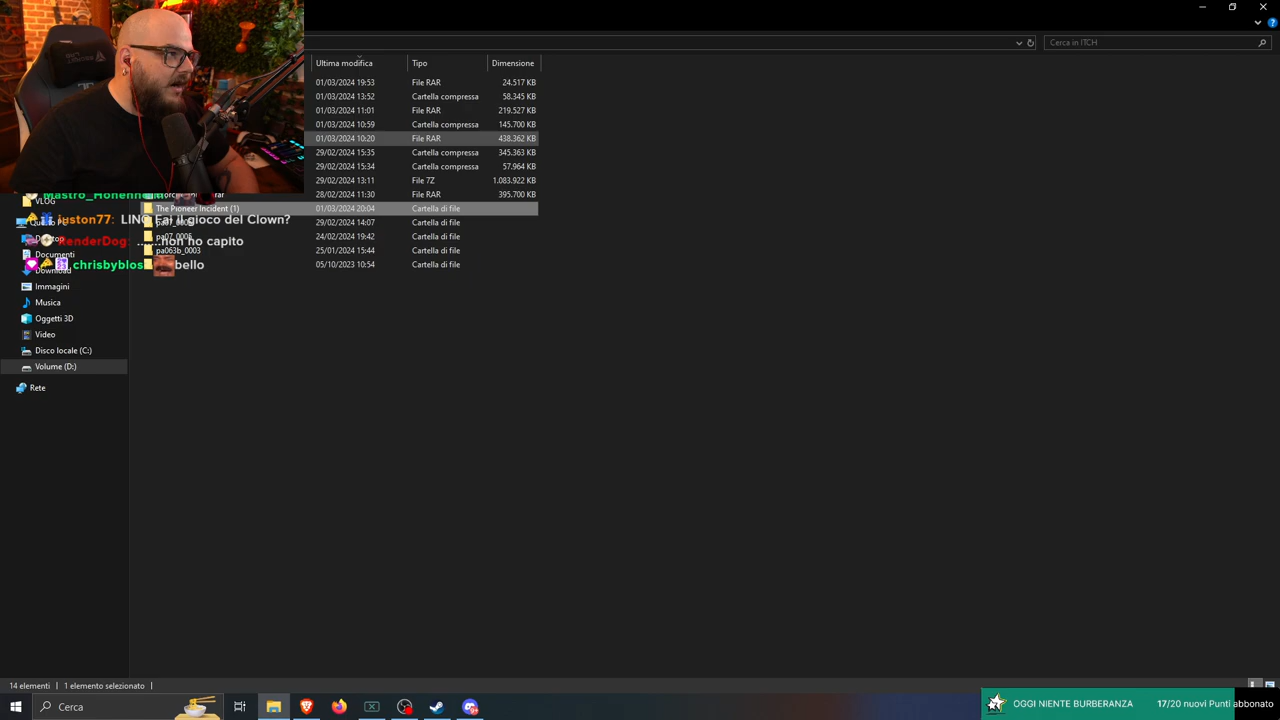 Cerca in ITCH
Ultima modifica Tipo Dimensione
01/03/2024 19:53 File RAR 24.517 KB
01/03/2024 13:52 Cartella compressa 58.345 KB
01/03/2024 11:01 File RAR 219.527 KB
01/03/2024 10:59 Cartella compressa 145.700 KB
01/03/2024 10:20 File RAR 438.362 KB
29/02/2024 15:35 Cartella compressa 345.363 KB
29/02/2024 15:34 Cartella compressa 57.964 KB
29/02/2024 13:11 File 7Z 1.083.922 KB
28/02/2024 11:30 File RAR 395.700 KB
The Pioneer Incident (1) 01/03/2024 20:04 Cartella di file
29/02/2024 14:07 Cartella di file
pa07_0005 24/02/2024 19:42 Cartella di file
pa063b_0003 25/01/2024 15:44 Cartella di file
05/10/2023 10:54 Cartella di file
Mastro_Hohenheim
juston77: LINO Fai il gioco del Clown?
RenderDog: ......non ho capito
chrisbyblos bello
VLOG
Documenti
Download
Immagini
Musica
Oggetti 3D
Video
Disco locale (C:)
Volume (D:)
Rete
14 elementi 1 elemento selezionato
Cerca
OGGI NIENTE BURBERANZA 17/20 nuovi Punti abbonato